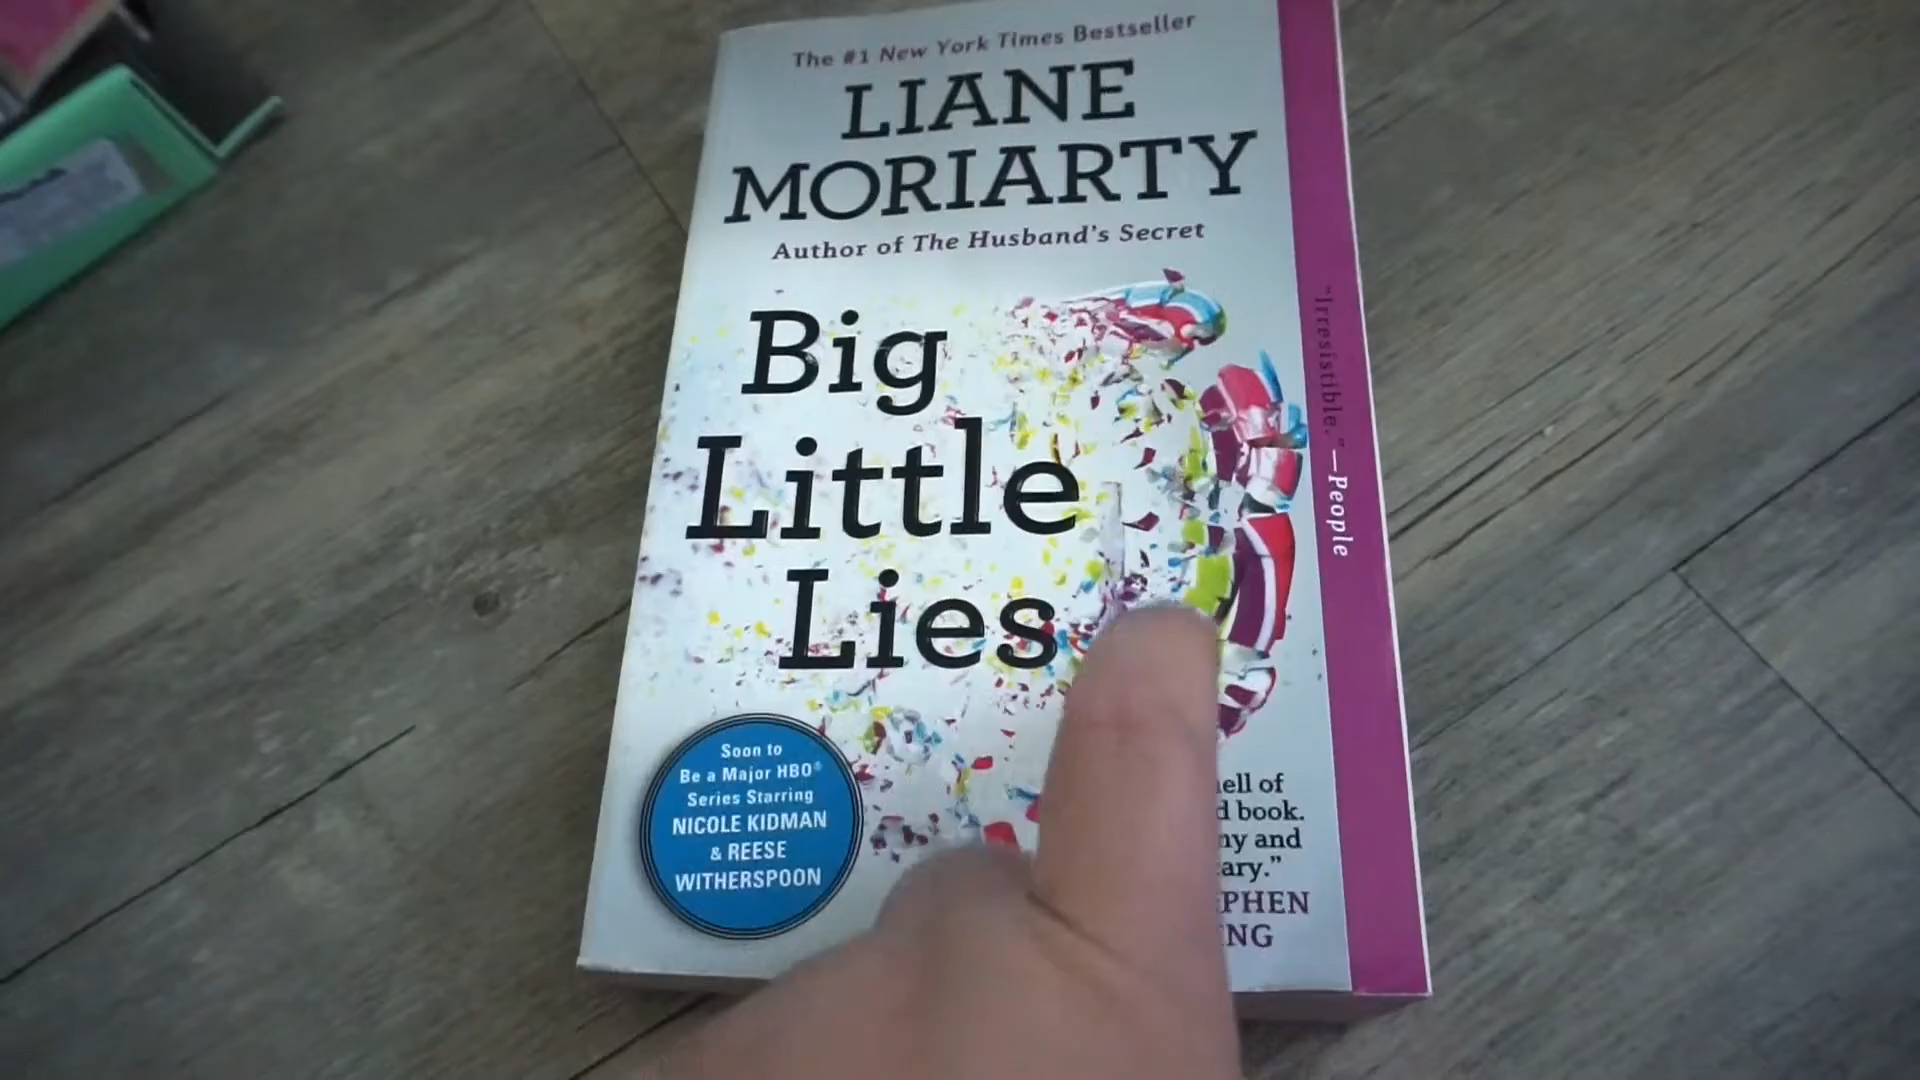 The #1 New York Times Bestseller
LIANE
MORIARTY
Author of The Husband's Secret
Big
Little
Lies
"Irresistible." —People
Soon to
Be a Major HBO®
Series Starring
NICOLE KIDMAN
& REESE
WITHERSPOON
of
book.
and